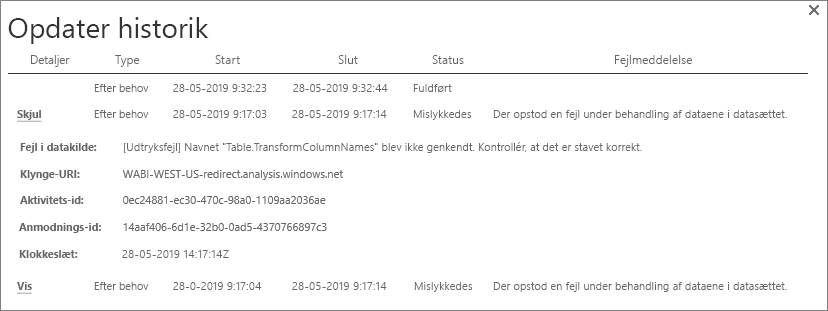 Opdater historik
Detaljer Type Start Slut Status Fejlmeddelelse
Efter behov 28-05-2019 9:32:23 28-05-2019 9:32:44 Fuldført
Skjul Efter behov 28-05-2019 9:17:03 28-05-2019 9:17:14 Mislykkedes Der opstod en fejl under behandling af dataene i datasættet.
Fejl i datakilde: [Udtryksfejl] Navnet "Table.TransformColumnNames" blev ikke genkendt. Kontrollér, at det er stavet korrekt.
Klynge-URI: WABI-WEST-US-redirect.analysis.windows.net
Aktivitets-id: 0ec24881-ec30-470c-98a0-1109aa2036ae
Anmodnings-id: 14aaf406-6d1e-32b0-0ad5-4370766897c3
Klokkeslæt: 28-05-2019 14:17:14Z
Vis Efter behov 28-0-2019 9:17:04 28-05-2019 9:17:14 Mislykkedes Der opstod en fejl under behandling af dataene i datasættet.